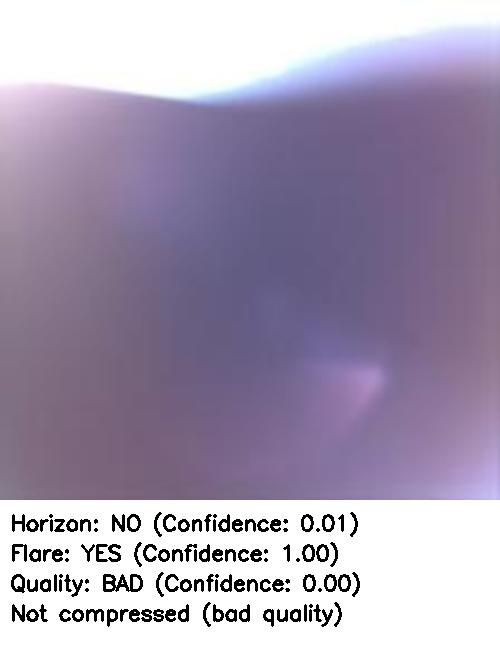 Horizon: NO (Confidence: 0.01)
Flare: YES (Confidence: 1.00)
Quality: BAD (Confidence: 0.00)
Not compressed (bad quality)